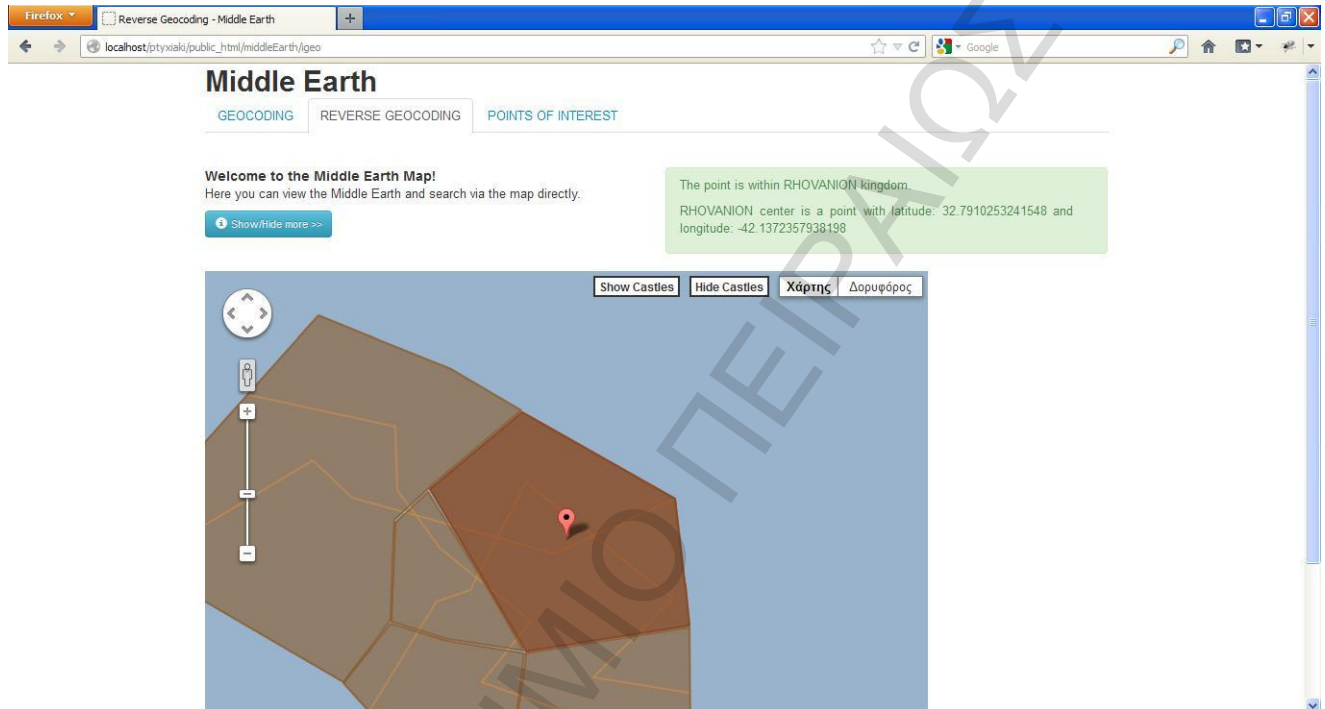 Firefox
Reverse Geocoding - Middle Earth
localhost/ptyxiaki/public_html/middleEarth/igeo
Google
Middle Earth
GEOCODING
REVERSE GEOCODING
POINTS OF INTEREST
Welcome to the Middle Earth Map!
Here you can view the Middle Earth and search via the map directly.
Show/Hide more >>
The point is within RHOVANION kingdom.
RHOVANION center is a point with latitude: 32.7910253241548 and
longitude: -42.1372357938198
Show Castles
Hide Castles
Χάρτης
Δορυφόρος
ΜΙΟ ΠΕΙΡΑΙΩΣ